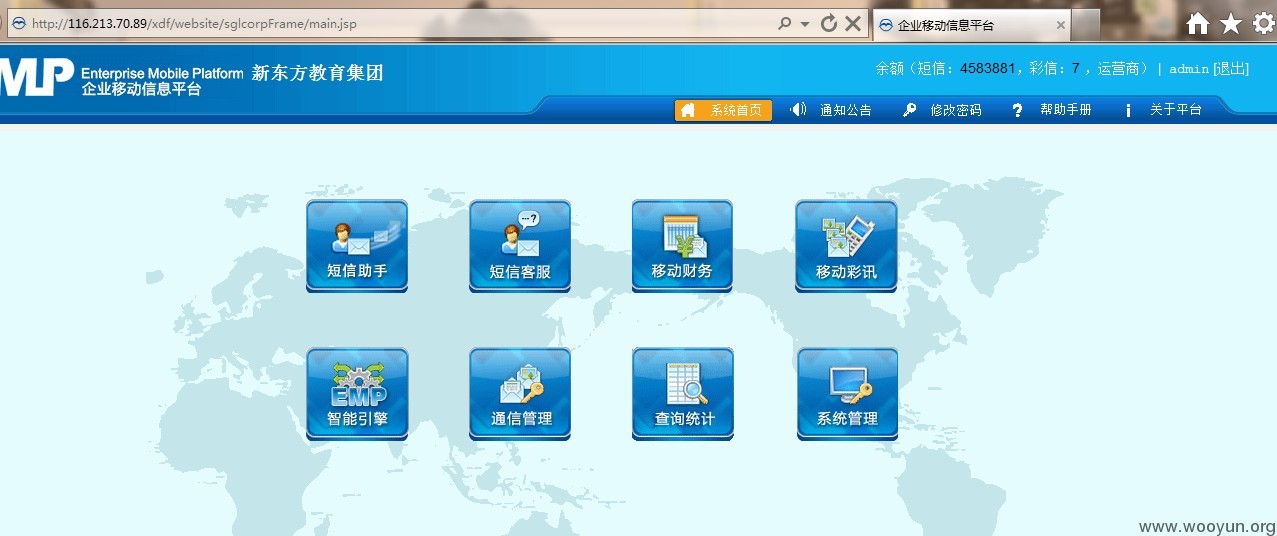 http://116.213.70.89/xdf/website/sglcorpFrame/main.jsp
企业移动信息平台
MP Enterprise Mobile Platform 新东方教育集团
企业移动信息平台
余额（短信：4583881，彩信：7 ，运营商） | admin [退出]
系统首页 通知公告 修改密码 ? 帮助手册 i 关于平台
短信助手 短信客服 移动财务 移动彩讯
EMP
智能引擎 通信管理 查询统计 系统管理
www.wooyun.org